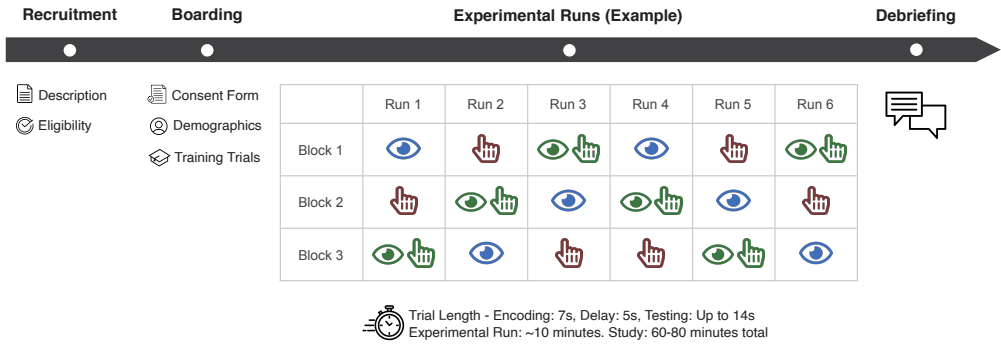 Recruitment
Boarding
Experimental Runs (Example)
Debriefing
Description
Eligibility
Consent Form
Demographics
Training Trials
Run 1 Run 2 Run 3 Run 4 Run 5 Run 6
Block 1
Block 2
Block 3
Trial Length - Encoding: 7s, Delay: 5s, Testing: Up to 14s
Experimental Run: ~10 minutes. Study: 60-80 minutes total